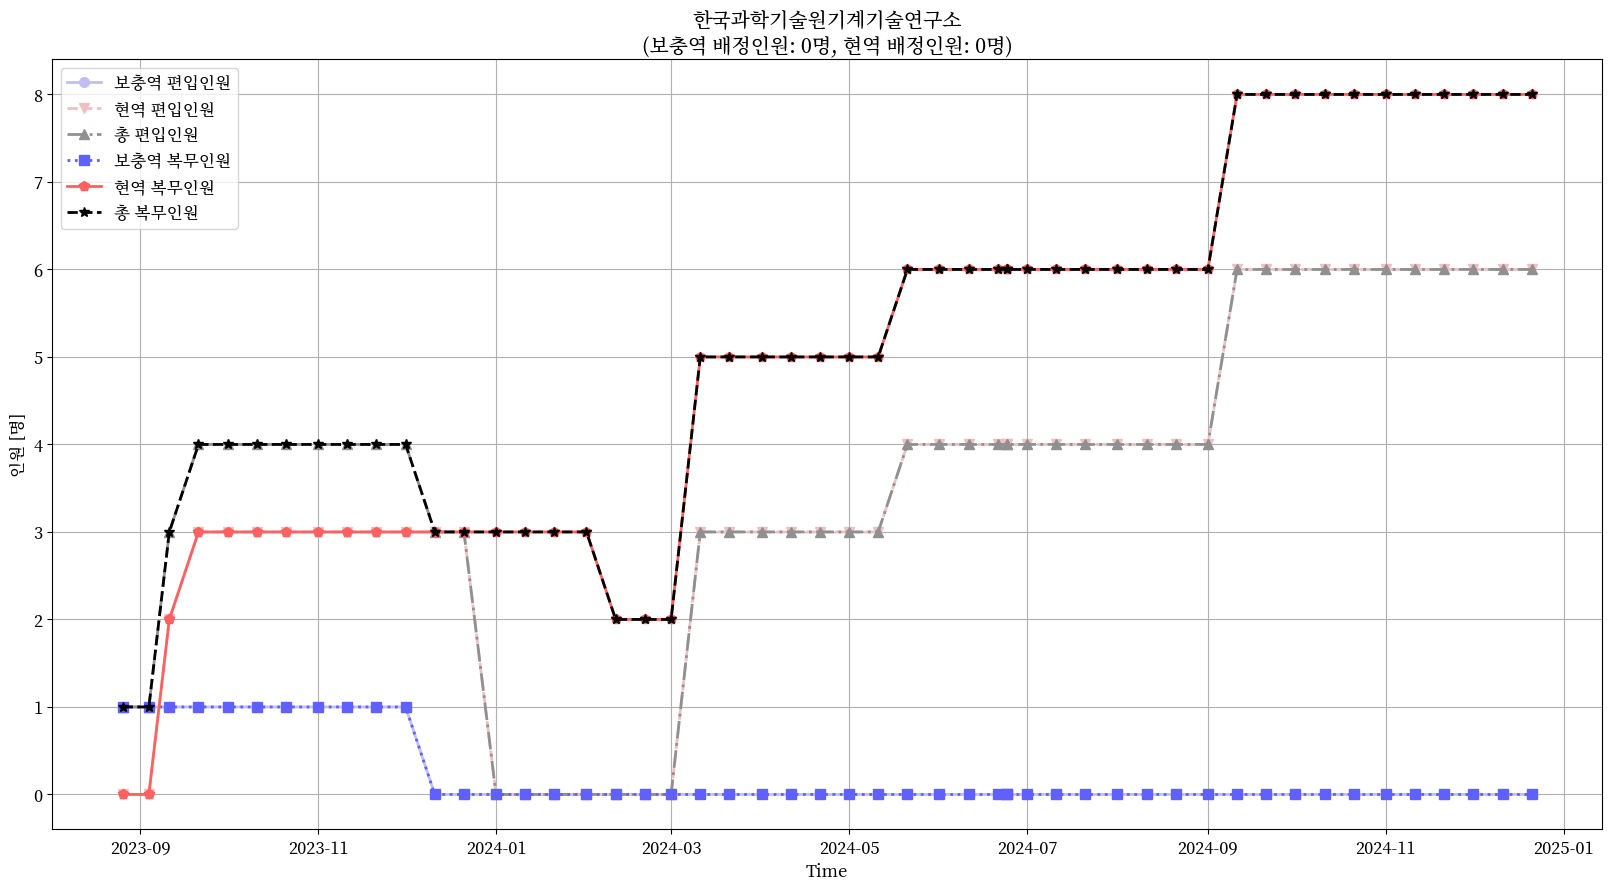 한국과학기술원기계기술연구소
(보충역 배정인원: 0명, 현역 배정인원: 0명)
보충역 편입인원
현역 편입인원
총 편입인원
보충역 복무인원
현역 복무인원
총 복무인원
8
7
6
5
4
3
2
1
0
인원 [명]
2023-09
2023-11
2024-01
2024-03
2024-05
2024-07
2024-09
2024-11
2025-01
Time